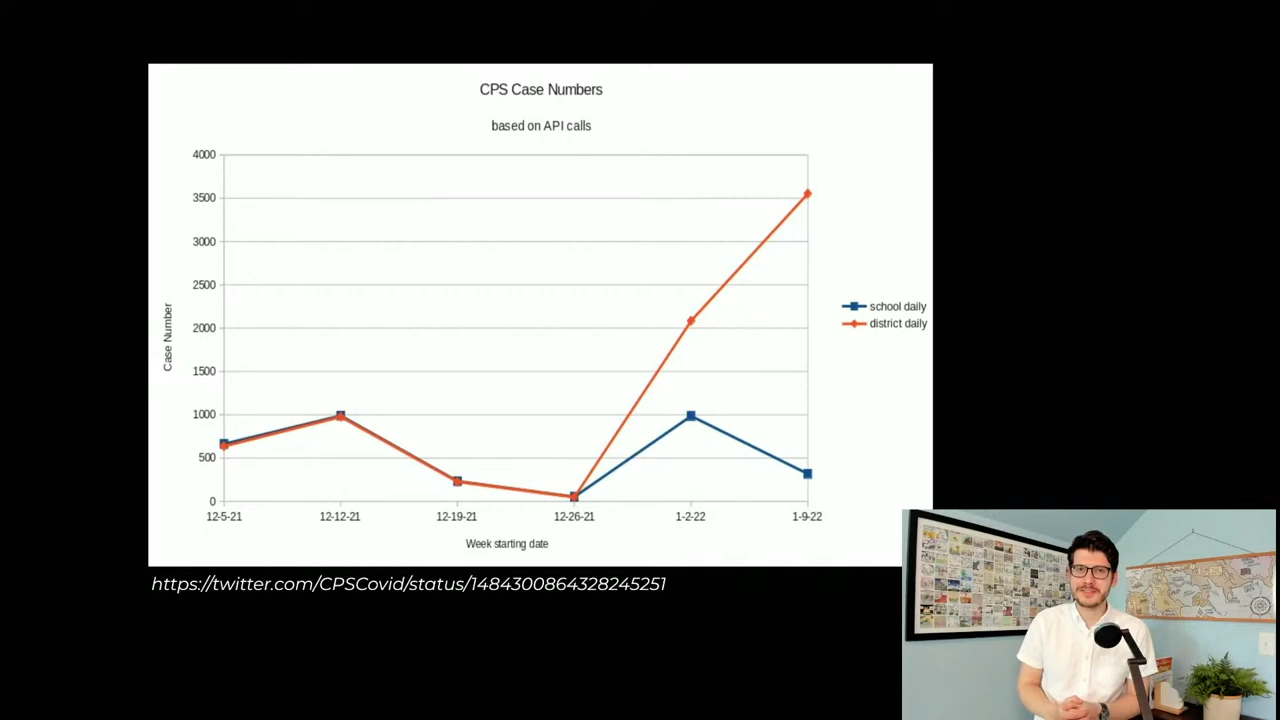 CPS Case Numbers
based on API calls
4000
3500
3000
2500
2000
1500
1000
500
0
Case Number
12-5-21 12-12-21 12-19-21 12-26-21 1-2-22 1-9-22
Week starting date
school daily
district daily
https://twitter.com/CPSCovid/status/1484300864328245251